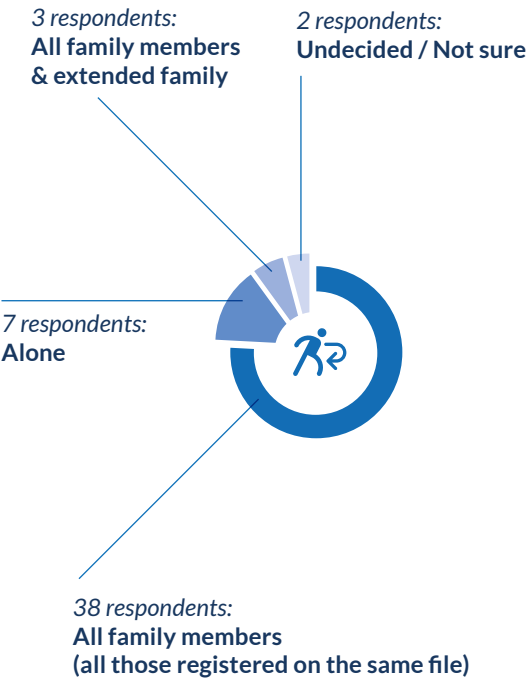 3 respondents:
All family members
& extended family
2 respondents:
Undecided / Not sure
7 respondents:
Alone
38 respondents:
All family members
(all those registered on the same file)